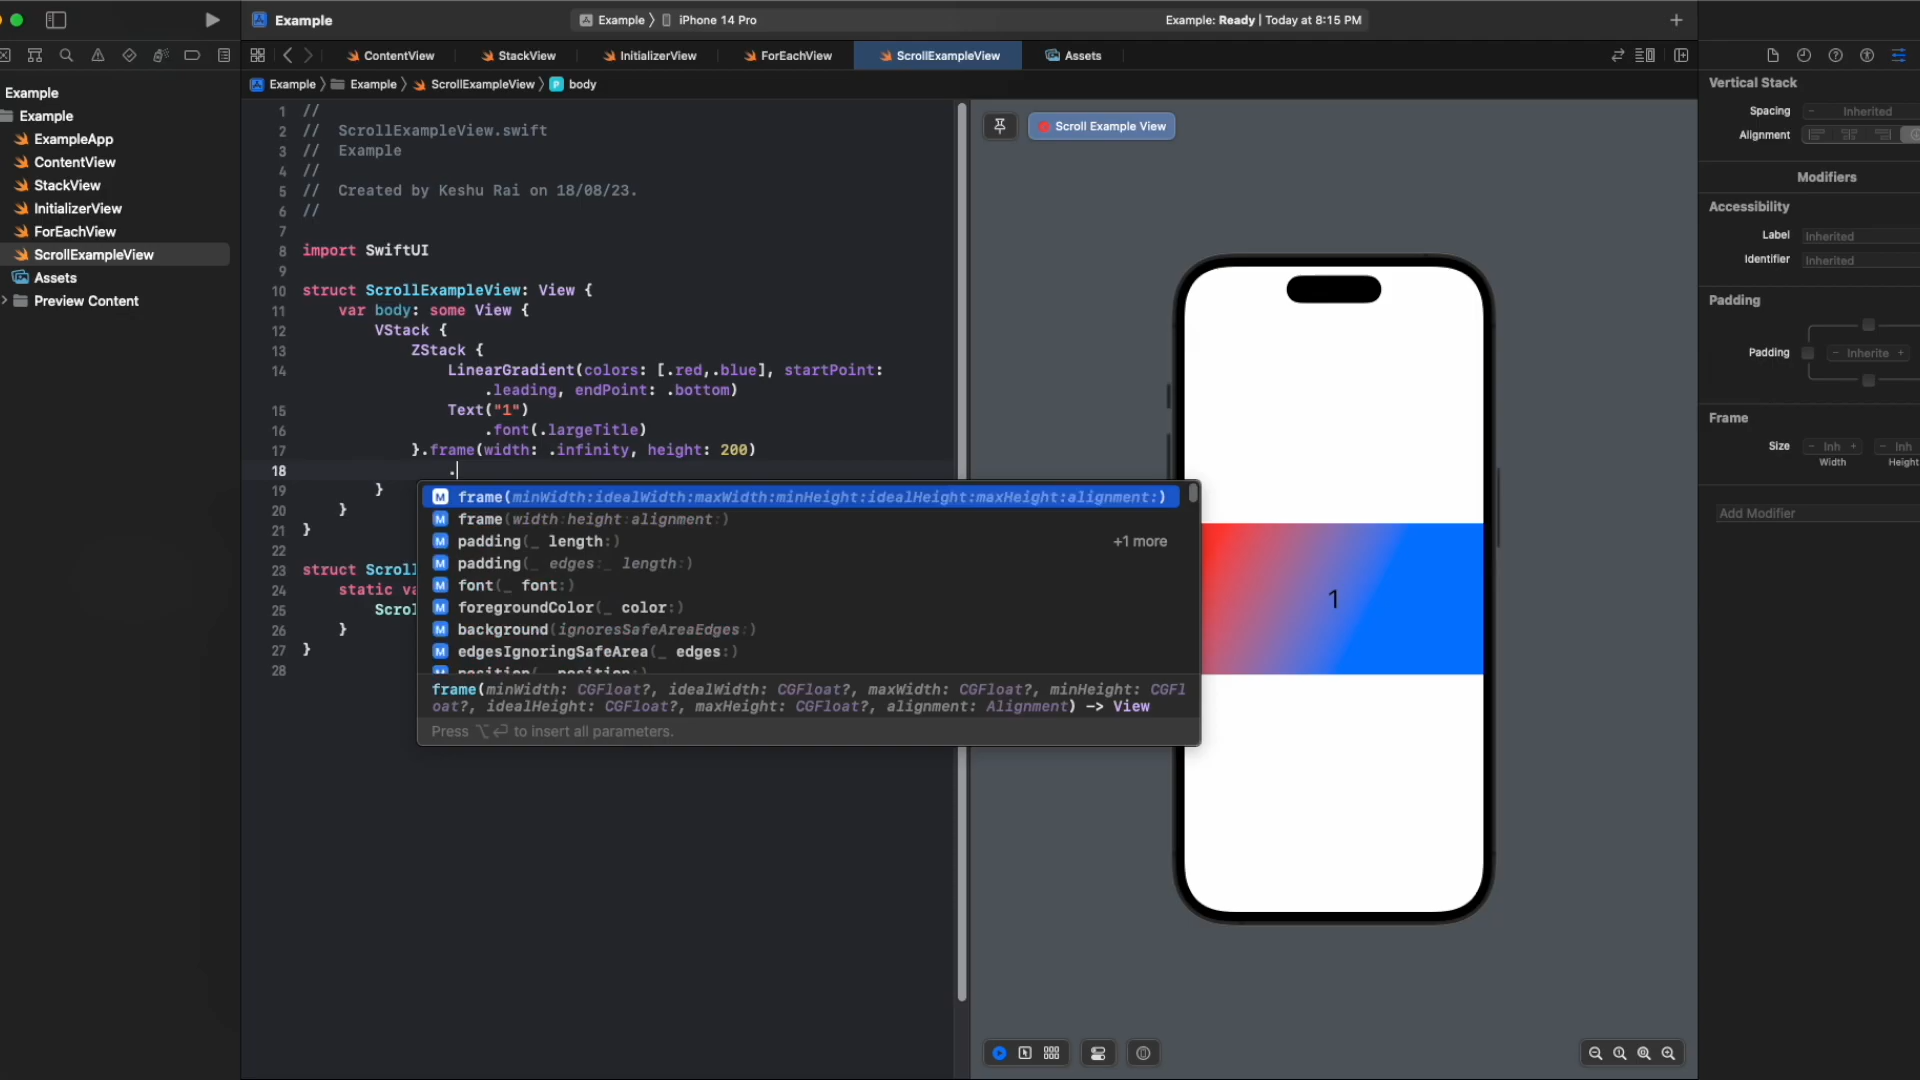 Example
Example
iPhone 14 Pro
Example: Ready | Today at 8:15 PM
ContentView
StackView
InitializerView
ForEachView
ScrollExampleView
Assets
Example
Example
ScrollExampleView
body
Example
Example
ExampleApp
ContentView
StackView
InitializerView
ForEachView
ScrollExampleView
Assets
Preview Content
1 //
2 // ScrollExampleView.swift
3 // Example
4 //
5 // Created by Keshu Rai on 18/08/23.
6 //
7
8 import SwiftUI
9
10 struct ScrollExampleView: View {
11 var body: some View {
12 VStack {
13 ZStack {
14 LinearGradient(colors: [.red,.blue], startPoint:
.leading, endPoint: .bottom)
15 Text("1")
16 .font(.largeTitle)
17 }.frame(width: .infinity, height: 200)
18 .
19 }
20 }
21 }
22
23 struct Scrol
24 static va
25 Scrol
26 }
27 }
28
M frame(minWidth:idealWidth:maxWidth:minHeight:idealHeight:maxHeight:alignment:)
M frame(width:height:alignment:)
M padding(_ length:)
+1 more
M padding(_ edges:_ length:)
M font(_ font:)
M foregroundColor(_ color:)
M background(ignoresSafeAreaEdges:)
M edgesIgnoringSafeArea(_ edges:)
frame(minWidth: CGFloat?, idealWidth: CGFloat?, maxWidth: CGFloat?, minHeight: CGFl
oat?, idealHeight: CGFloat?, maxHeight: CGFloat?, alignment: Alignment) -> View
Press ⌥↩ to insert all parameters.
Scroll Example View
1
Vertical Stack
Spacing
Inherited
Alignment
Modifiers
Accessibility
Label
Inherited
Identifier
Inherited
Padding
Padding
- Inherite +
Frame
Size
- Inh +
- Inh
Width
Height
Add Modifier